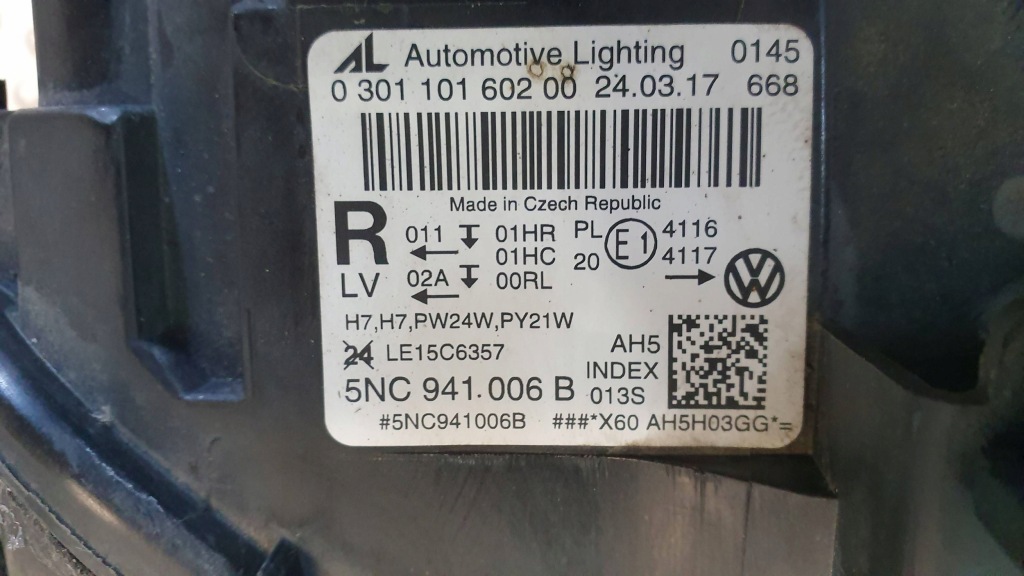 AL Automotive Lighting 0145
0 301 101 602 00 24.03.17 668
Made in Czech Republic
R 011 01HR PL E1 4116
01HC 20 4117
LV 02A 00RL VW
H7,H7,PW24W,PY21W
24 LE15C6357 AH5
INDEX
5NC 941.006 B 013S
#5NC941006B ###*X60 AH5H03GG*=